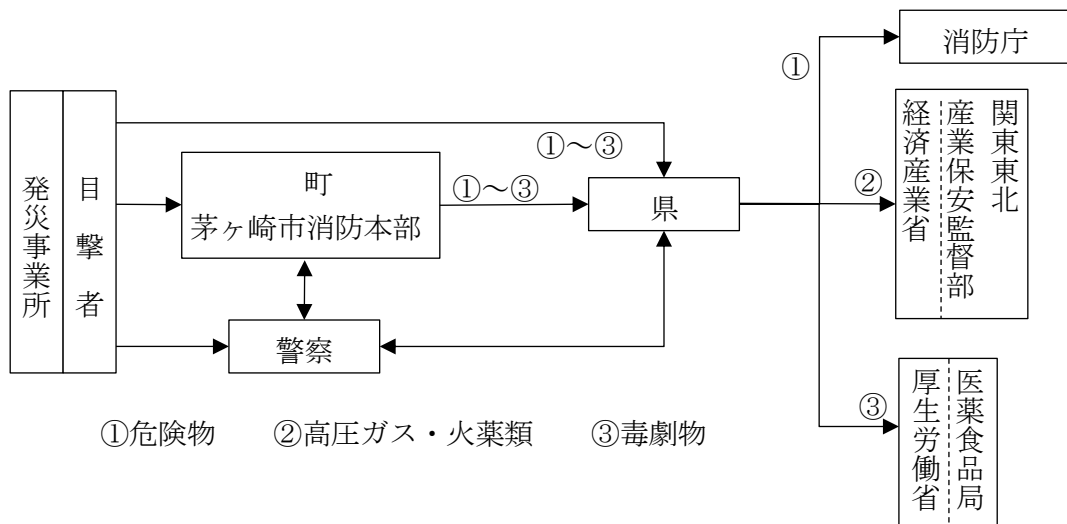 発災事業所
目撃者
町
茅ヶ崎市消防本部
警察
①～③
①～③
県
①
②
③
消防庁
関東東北
産業保安監督部
経済産業省
医薬食品局
厚生労働省
①危険物 ②高圧ガス・火薬類 ③毒劇物